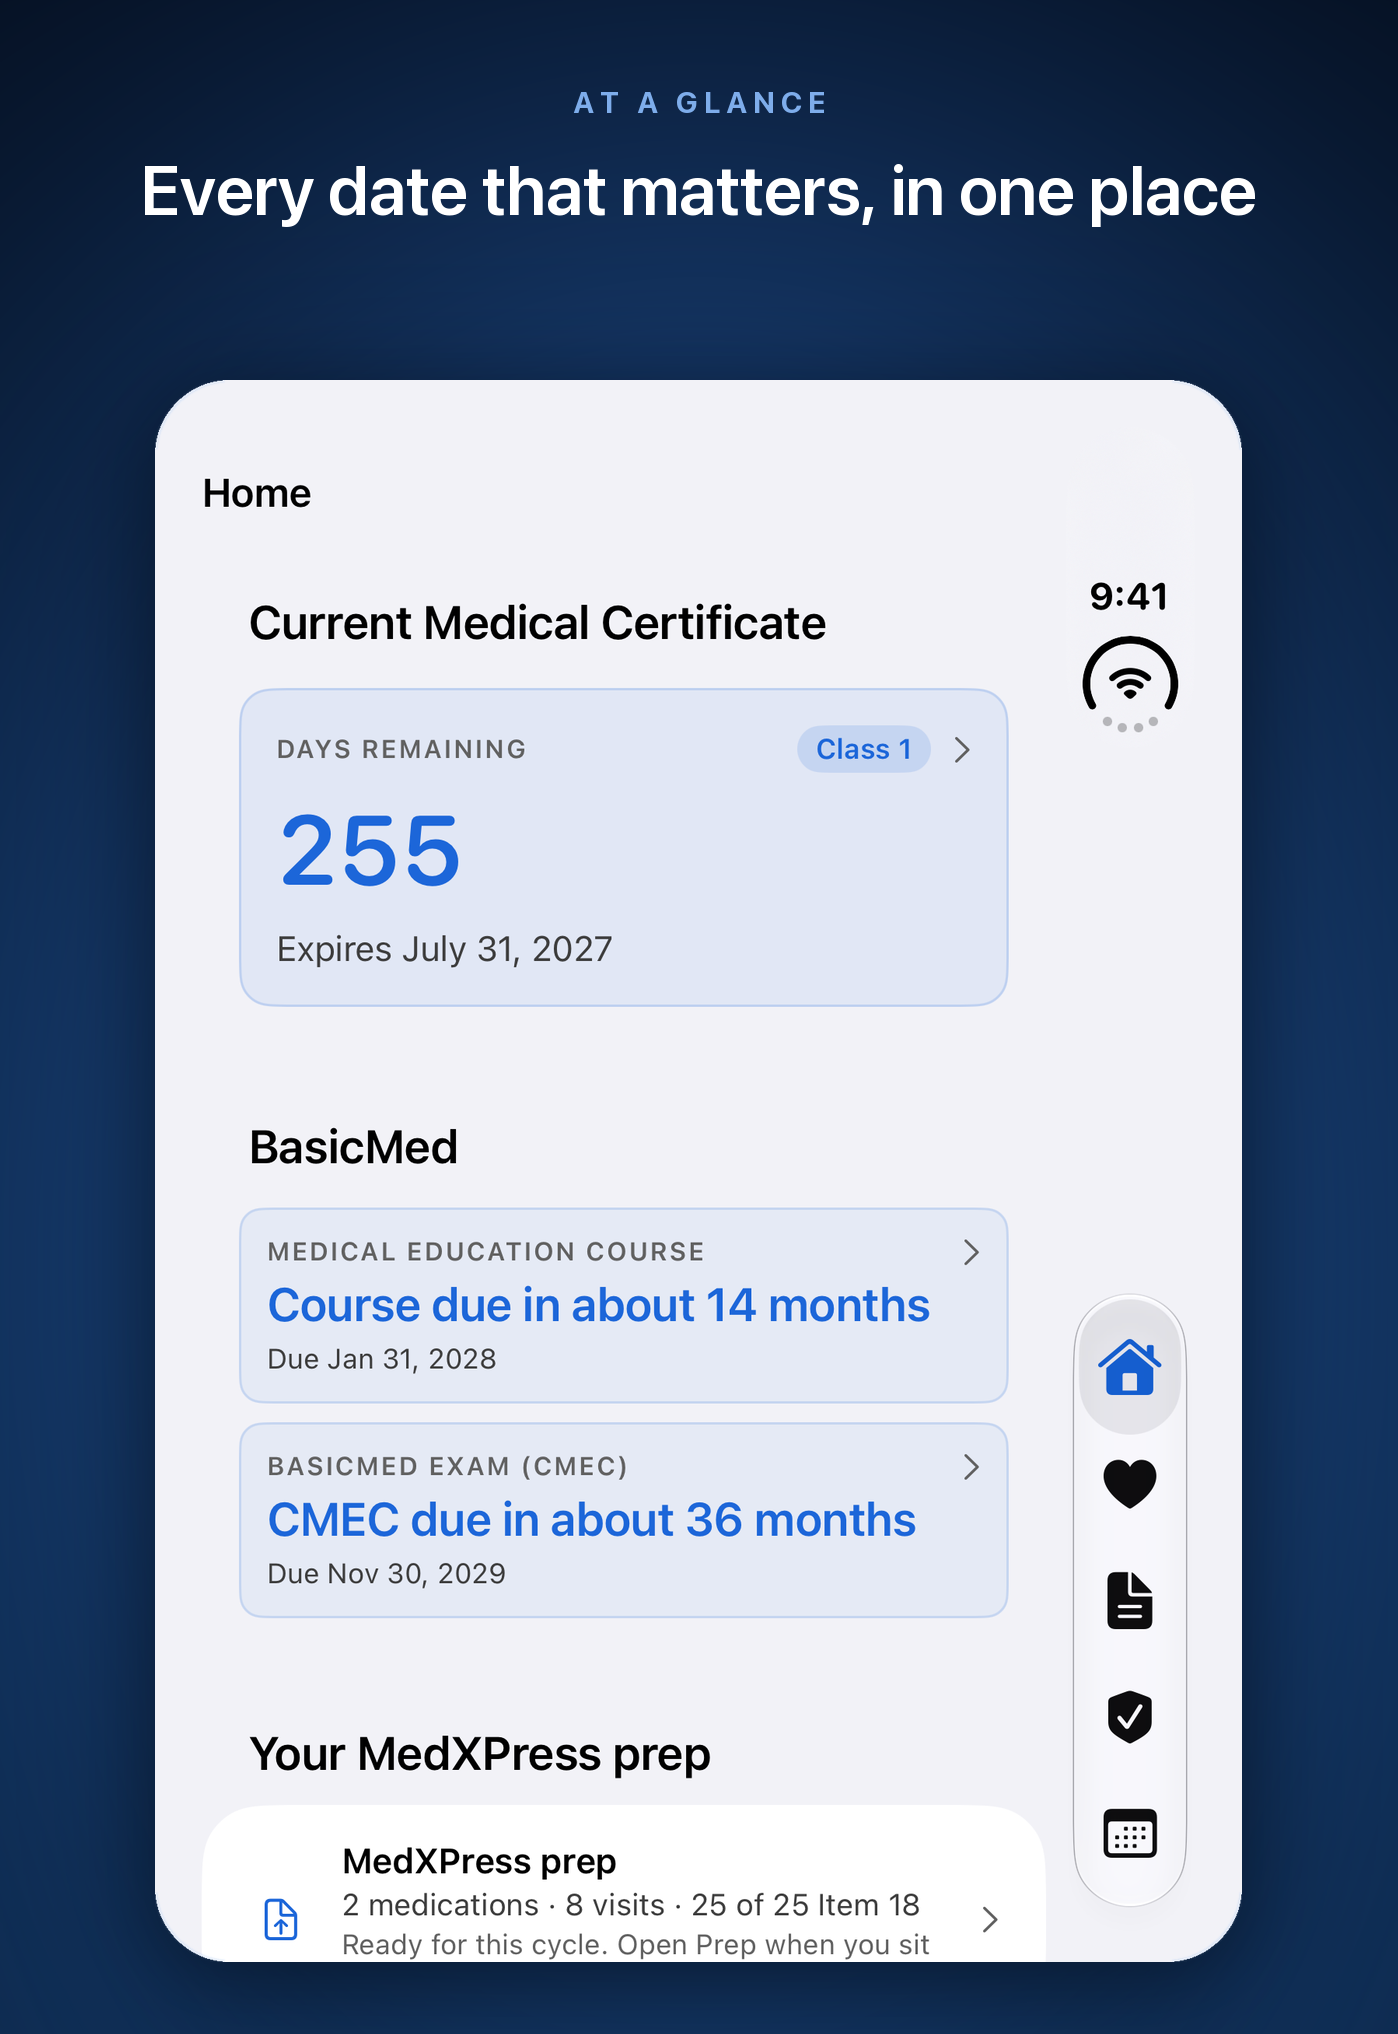 AT A GLANCE
Every date that matters, in one place
Home
9:41
Current Medical Certificate
DAYS REMAINING
Class 1
255
Expires July 31, 2027
BasicMed
MEDICAL EDUCATION COURSE
Course due in about 14 months
Due Jan 31, 2028
BASICMED EXAM (CMEC)
CMEC due in about 36 months
Due Nov 30, 2029
Your MedXPress prep
MedXPress prep
2 medications · 8 visits · 25 of 25 Item 18
Ready for this cycle. Open Prep when you sit